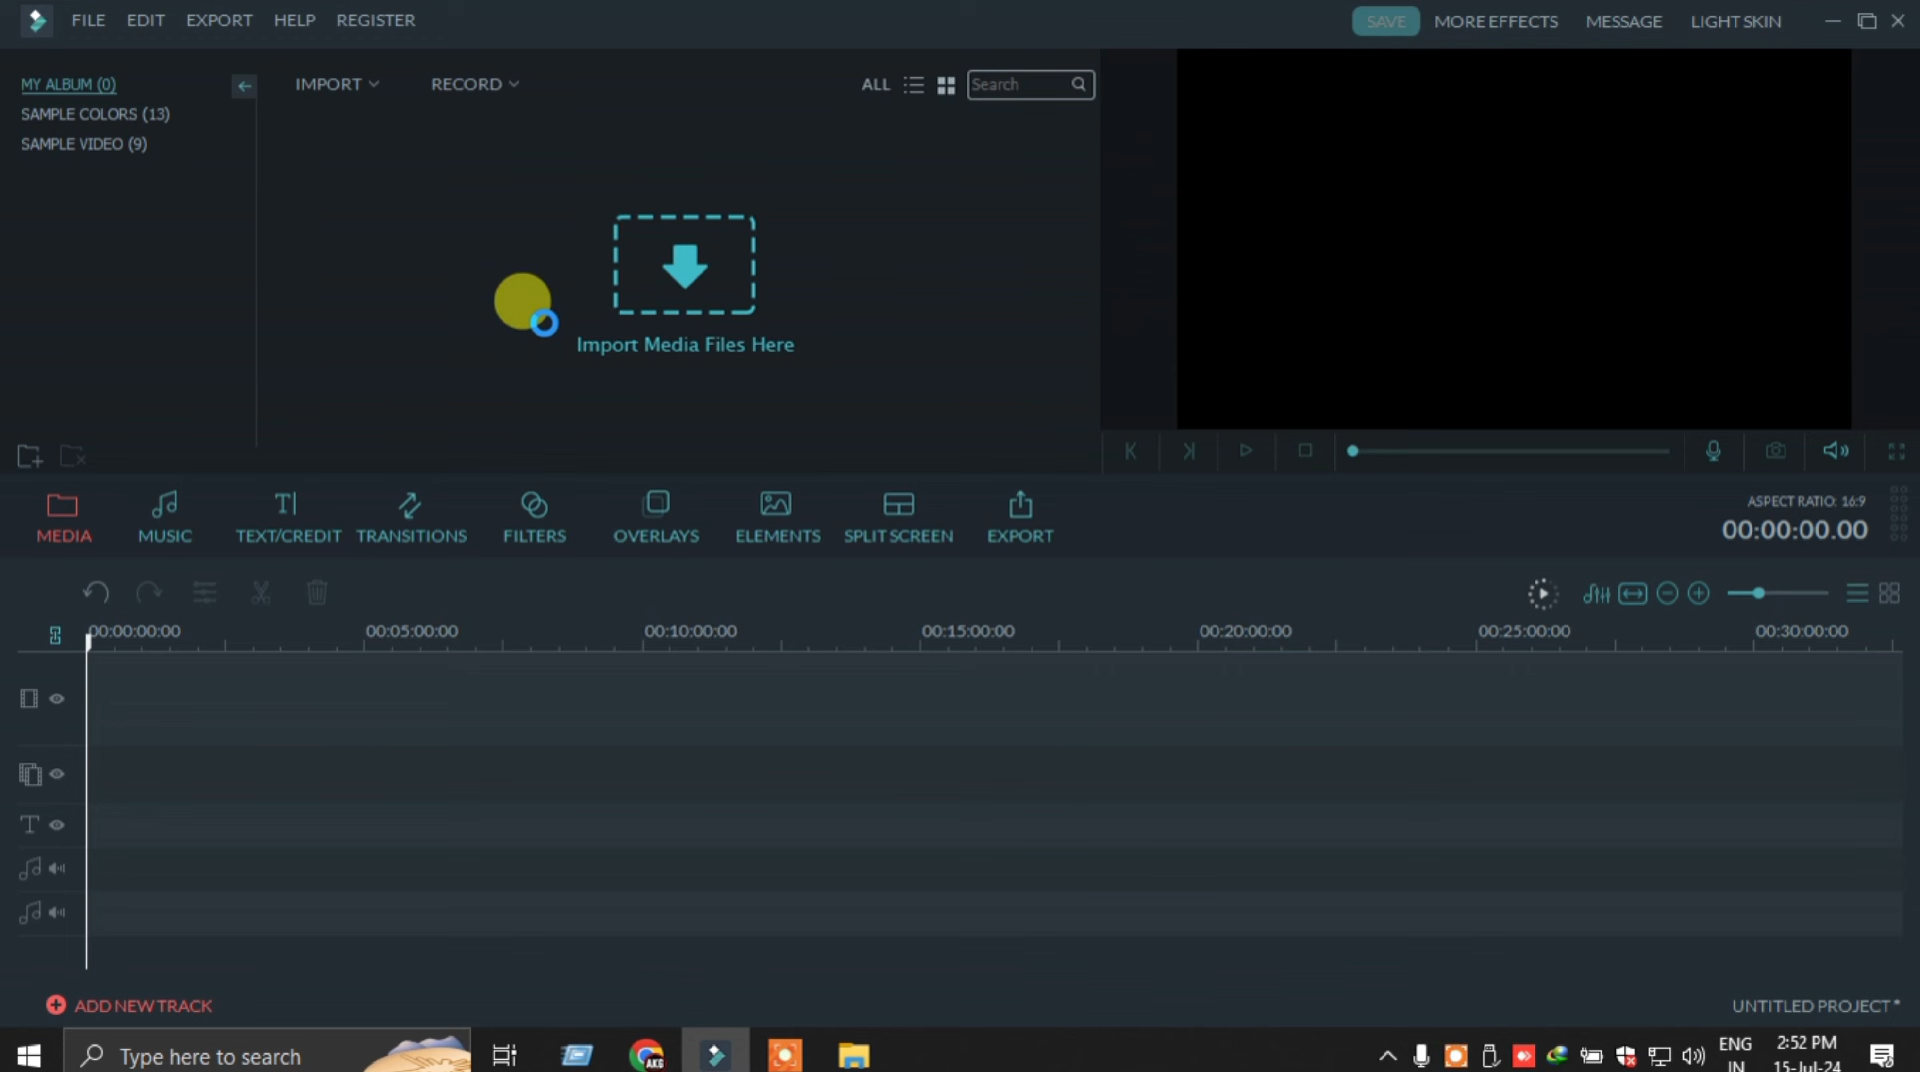 FILE EDIT EXPORT HELP REGISTER
SAVE MORE EFFECTS MESSAGE LIGHT SKIN
MY ALBUM (0)
SAMPLE COLORS (13)
SAMPLE VIDEO (9)
IMPORT RECORD ALL Search
Import Media Files Here
MEDIA MUSIC TEXT/CREDIT TRANSITIONS FILTERS OVERLAYS ELEMENTS SPLIT SCREEN EXPORT
ASPECT RATIO: 16:9
00:00:00.00
00:00:00:00 00:05:00:00 00:10:00:00 00:15:00:00 00:20:00:00 00:25:00:00 00:30:00:00
ADD NEW TRACK
UNTITLED PROJECT *
Type here to search
AKG
ENG
IN
2:52 PM
15-Jul-24